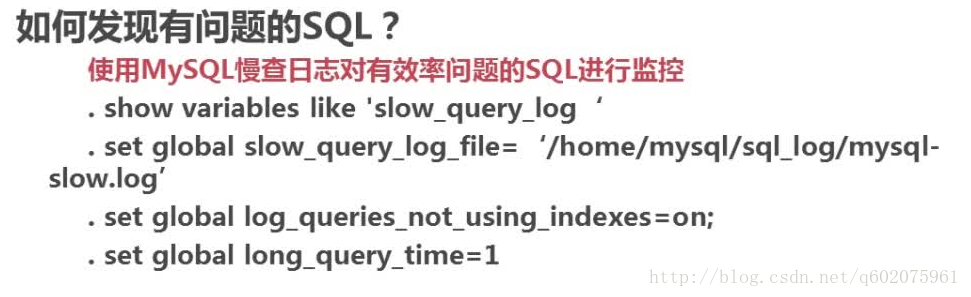 如何发现有问题的SQL？
使用MySQL慢查日志对有效率问题的SQL进行监控
. show variables like 'slow_query_log‘
. set global slow_query_log_file= ‘/home/mysql/sql_log/mysql-
slow.log’
. set global log_queries_not_using_indexes=on;
. set global long_query_time=1
http://blog.csdn.net/q602075961